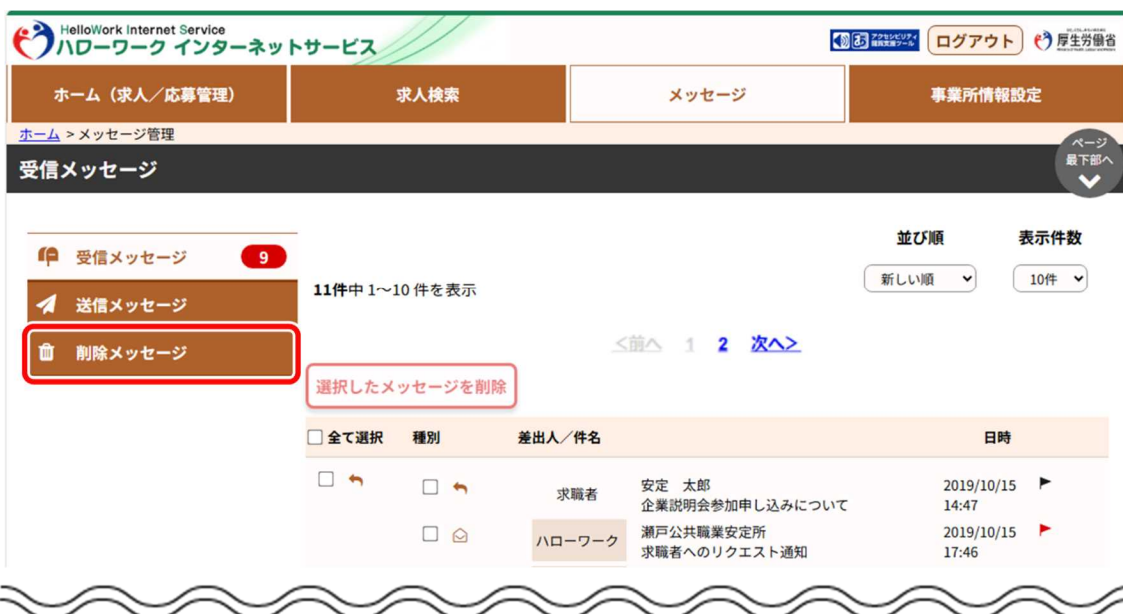 HelloWork Internet Service
ハローワーク インターネットサービス
ログアウト
厚生労働省
ホーム（求人／応募管理）
求人検索
メッセージ
事業所情報設定
ホーム > メッセージ管理
ページ
最下部へ
受信メッセージ
並び順
表示件数
受信メッセージ 9
新しい順
10件
11件中 1～10 件を表示
送信メッセージ
削除メッセージ
<前へ 1 2 次へ>
選択したメッセージを削除
全て選択 種別 差出人／件名 日時
求職者
安定 太郎
企業説明会参加申し込みについて
2019/10/15
14:47
ハローワーク
瀬戸公共職業安定所
求職者へのリクエスト通知
2019/10/15
17:46